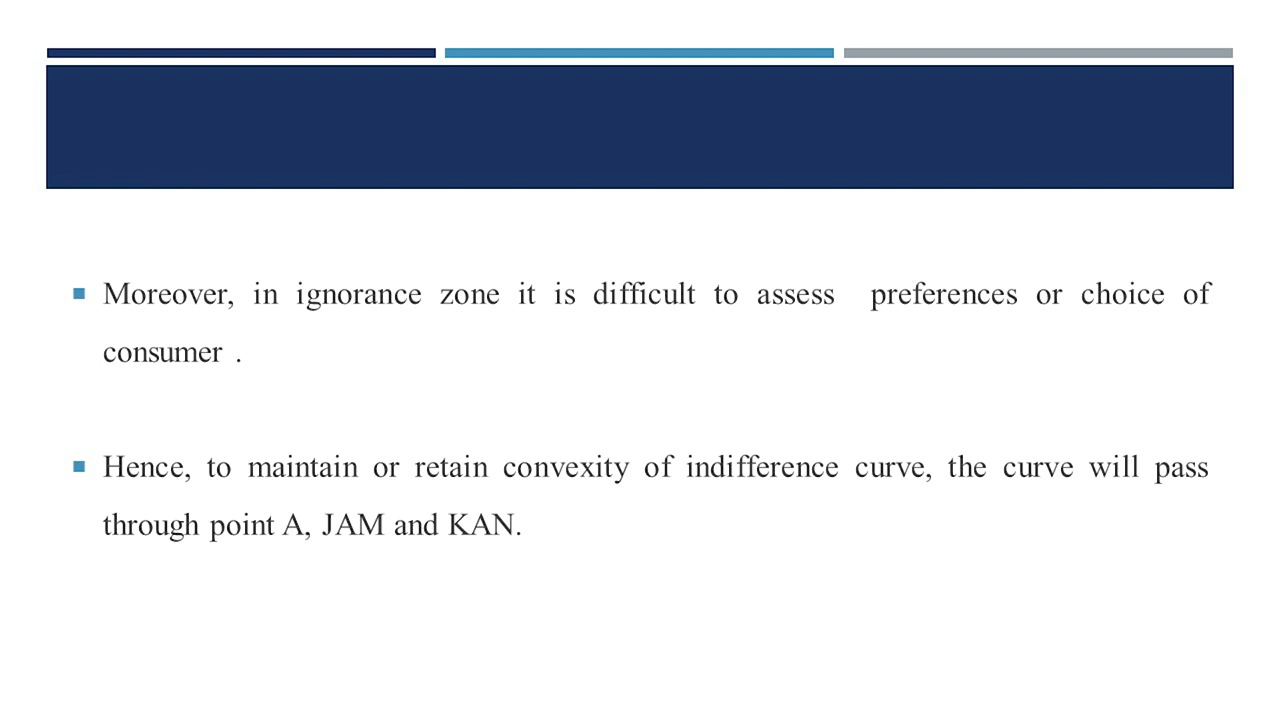 Moreover, in ignorance zone it is difficult to assess preferences or choice of
consumer .
Hence, to maintain or retain convexity of indifference curve, the curve will pass
through point A, JAM and KAN.